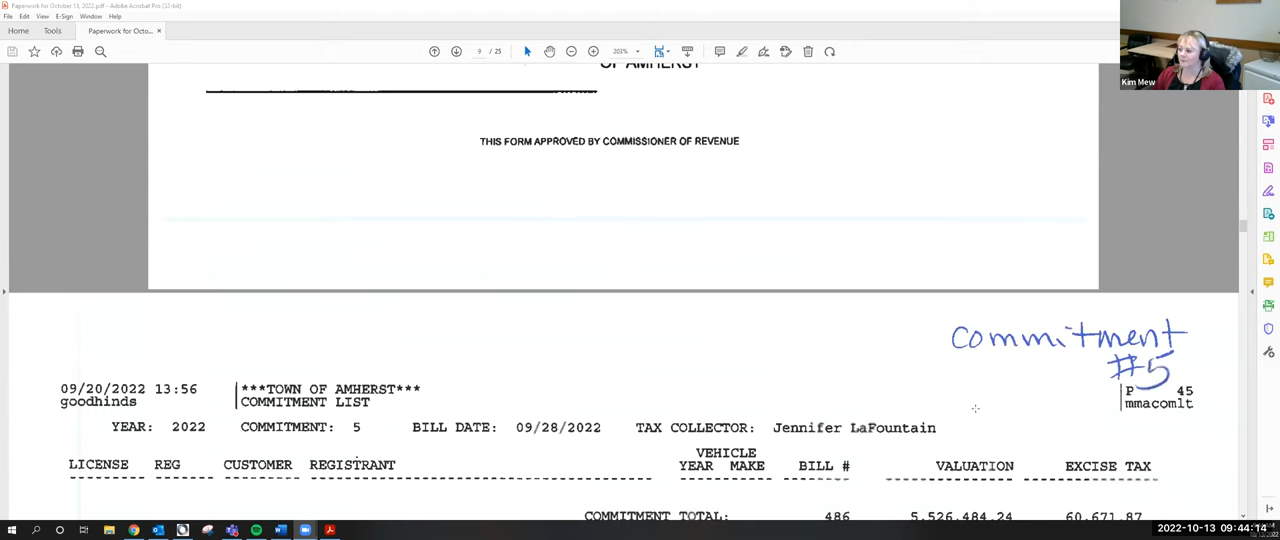 Paperwork for October 13, 2022.pdf - Adobe Acrobat Pro (32-bit)
File Edit View E-Sign Window Help
Home Tools Paperwork for Octo... ×
9 / 25 203%
Kim Mew
OF AMHERST
THIS FORM APPROVED BY COMMISSIONER OF REVENUE
Commitment
#5
09/20/2022 13:56 ***TOWN OF AMHERST*** P 45
goodhinds COMMITMENT LIST mmacomlt
YEAR: 2022 COMMITMENT: 5 BILL DATE: 09/28/2022 TAX COLLECTOR: Jennifer LaFountain
VEHICLE
LICENSE REG CUSTOMER REGISTRANT YEAR MAKE BILL # VALUATION EXCISE TAX
COMMITMENT TOTAL: 486 5,526,484.24 60,671.87
2022-10-13 09:44:14